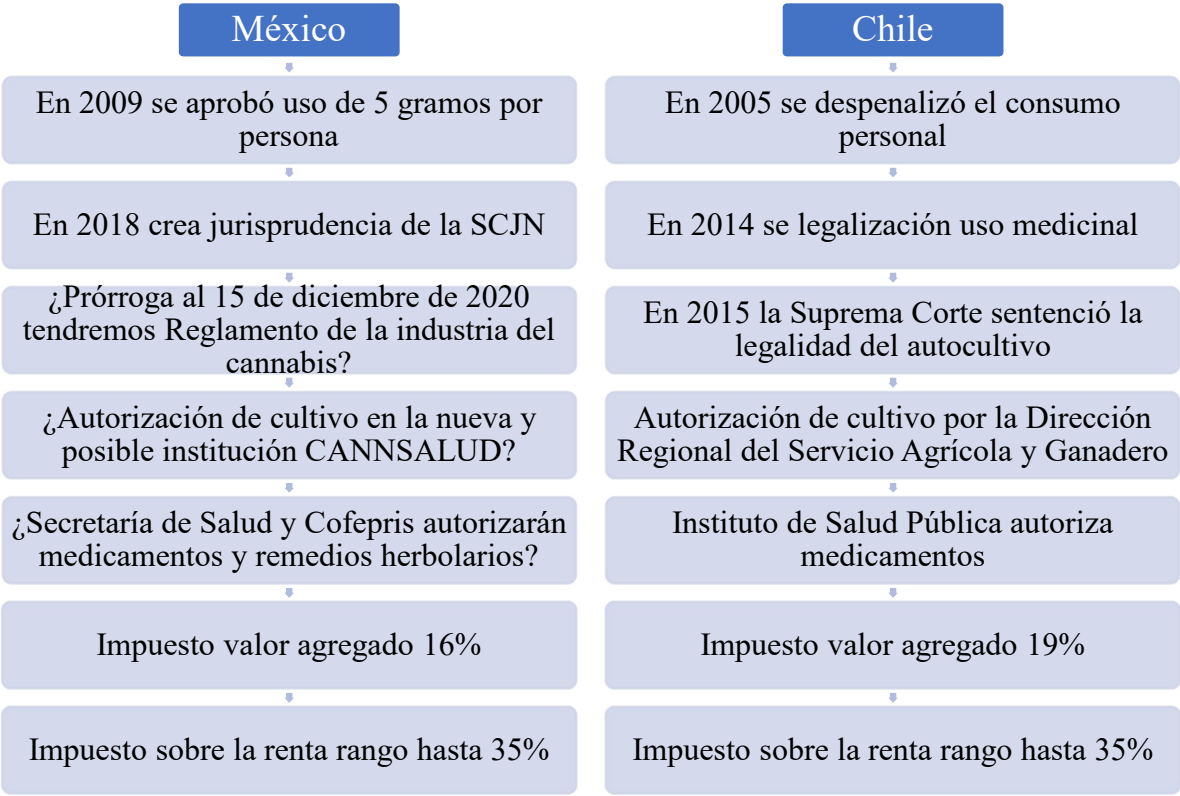 México
En 2009 se aprobó uso de 5 gramos por
persona
En 2018 crea jurisprudencia de la SCJN
¿Prórroga al 15 de diciembre de 2020
tendremos Reglamento de la industria del
cannabis?
¿Autorización de cultivo en la nueva y
posible institución CANNSALUD?
¿Secretaría de Salud y Cofepris autorizarán
medicamentos y remedios herbolarios?
Impuesto valor agregado 16%
Impuesto sobre la renta rango hasta 35%
Chile
En 2005 se despenalizó el consumo
personal
En 2014 se legalización uso medicinal
En 2015 la Suprema Corte sentenció la
legalidad del autocultivo
Autorización de cultivo por la Dirección
Regional del Servicio Agrícola y Ganadero
Instituto de Salud Pública autoriza
medicamentos
Impuesto valor agregado 19%
Impuesto sobre la renta rango hasta 35%